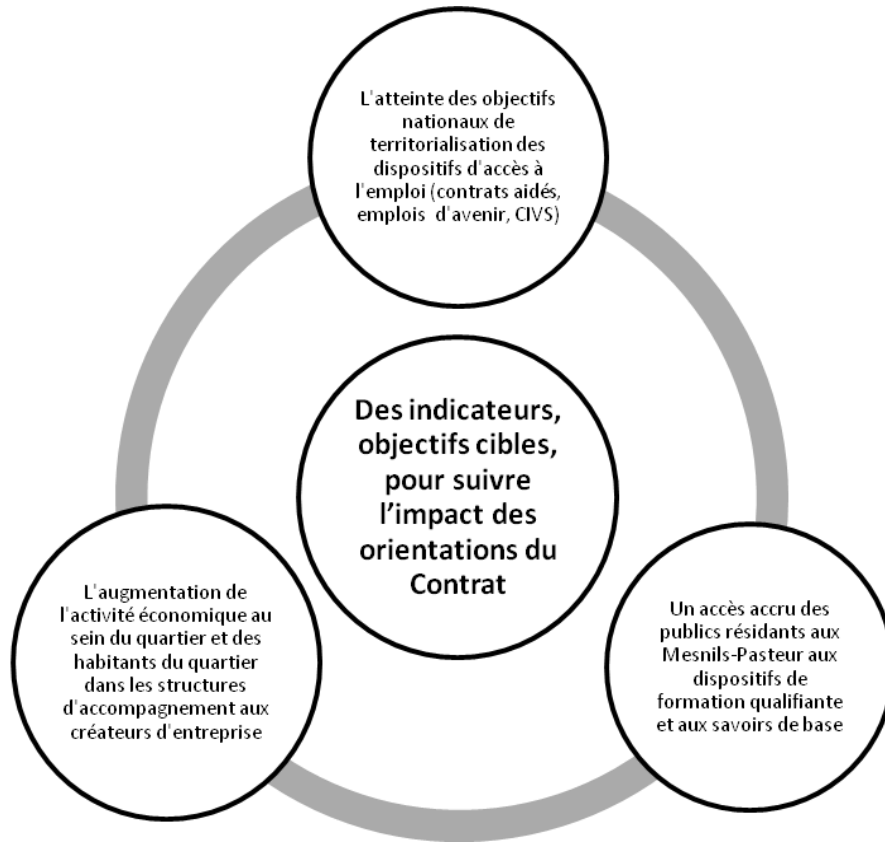 L'atteinte des objectifs
nationaux de
territorialisation des
dispositifs d'accès à
l'emploi (contrats aidés,
emplois d'avenir, CIVS)
Des indicateurs,
objectifs cibles,
pour suivre
l’impact des
orientations du
Contrat
L'augmentation de
l'activité économique au
sein du quartier et des
habitants du quartier
dans les structures
d'accompagnement aux
créateurs d'entreprise
Un accès accru des
publics résidants aux
Mesnils-Pasteur aux
dispositifs de
formation qualifiante
et aux savoirs de base